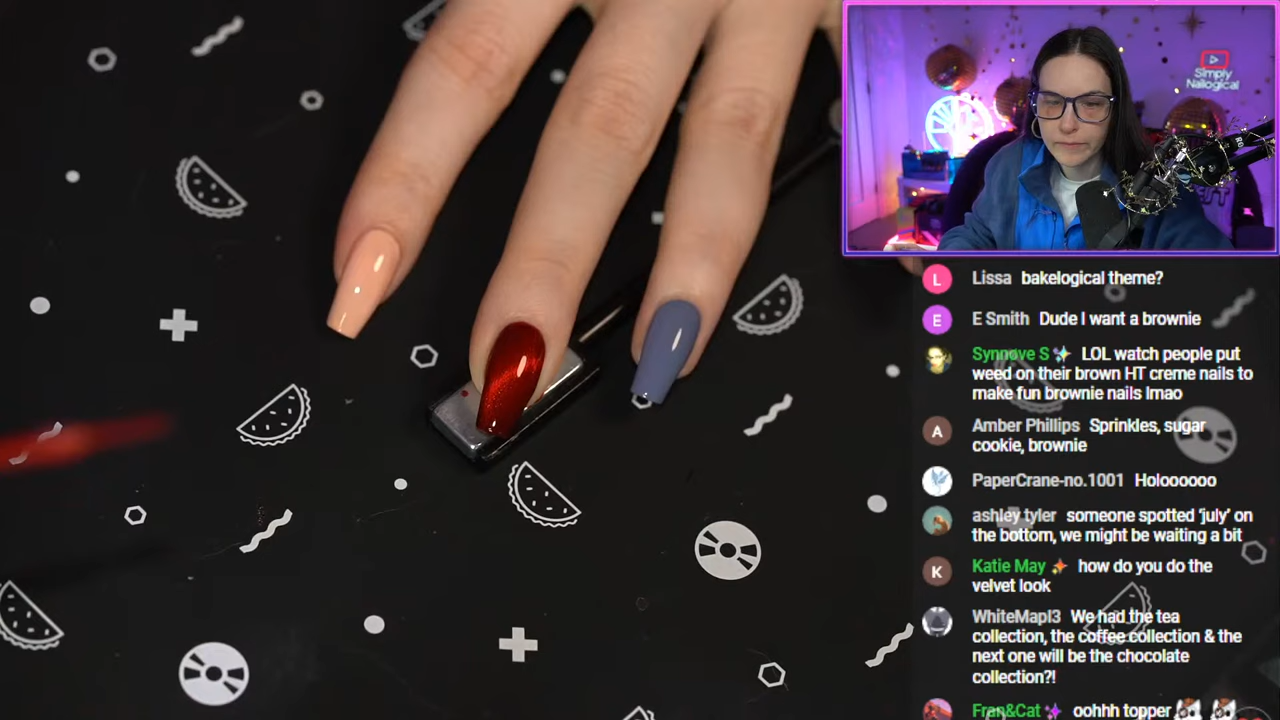 Simply
Nailogical
L Lissa bakelogical theme?
E E Smith Dude I want a brownie
Synnove S LOL watch people put
weed on their brown HT creme nails to
make fun brownie nails lmao
A Amber Phillips Sprinkles, sugar
cookie, brownie
PaperCrane-no.1001 Holoooooo
ashley tyler someone spotted ‘july’ on
the bottom, we might be waiting a bit
K Katie May how do you do the
velvet look
WhiteMapl3 We had the tea
collection, the coffee collection & the
next one will be the chocolate
collection?!
Fran&Cat oohhh topper